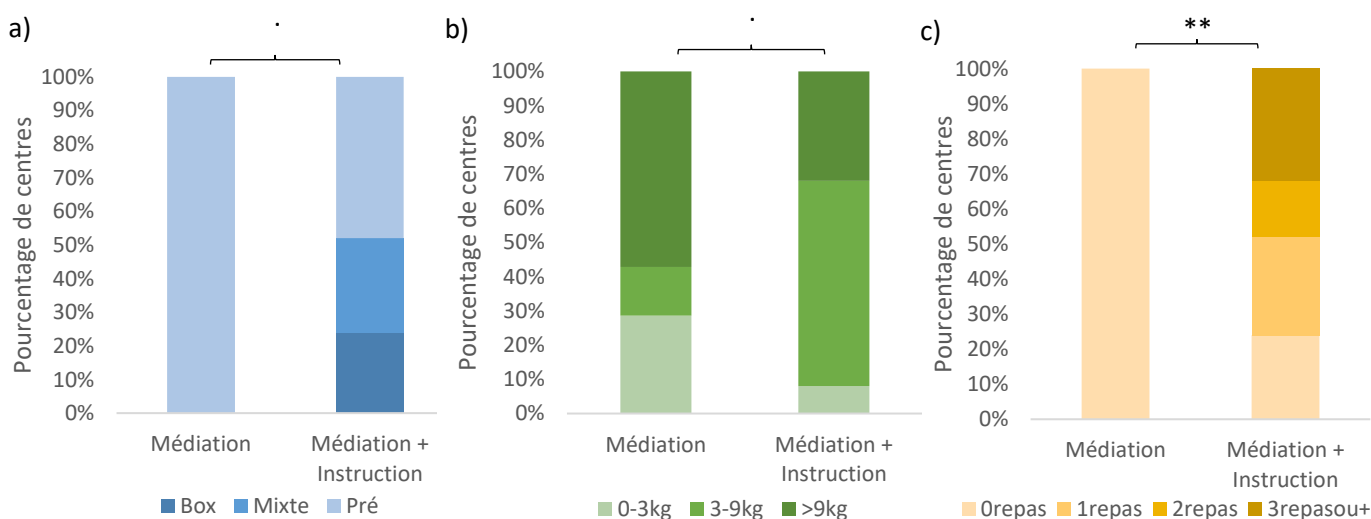 a)
.
Pourcentage de centres
100%
90%
80%
70%
60%
50%
40%
30%
20%
10%
0%
Médiation
Médiation +
Instruction
Box Mixte Pré
b)
.
Pourcentage de centres
100%
90%
80%
70%
60%
50%
40%
30%
20%
10%
0%
Médiation
Médiation +
Instruction
0-3kg 3-9kg >9kg
c)
**
Pourcentage de centres
100%
90%
80%
70%
60%
50%
40%
30%
20%
10%
0%
Médiation
Médiation +
Instruction
0repas 1repas 2repas 3repasou+